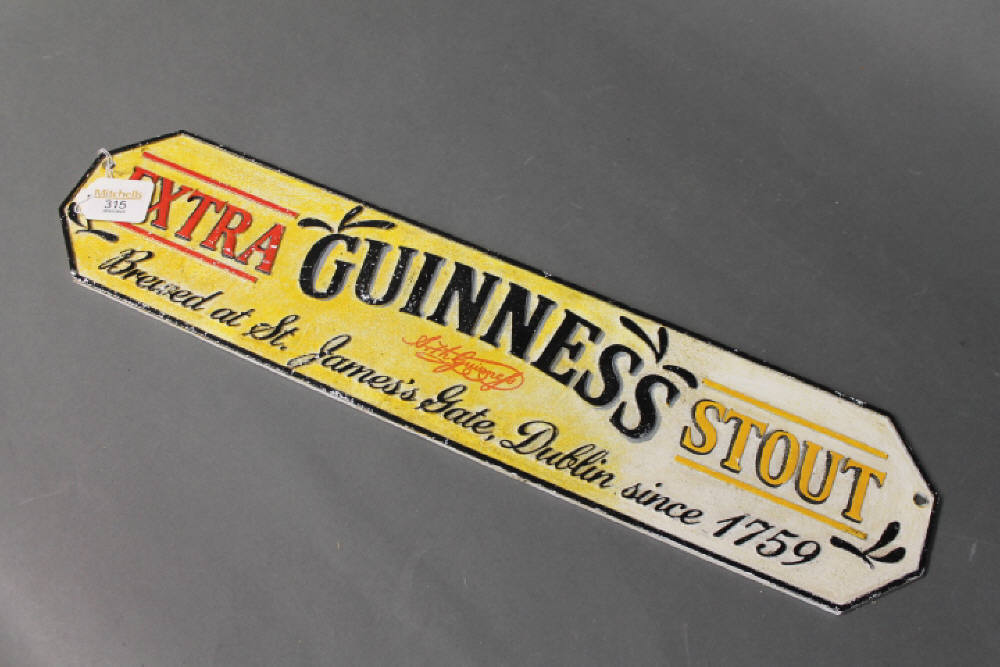 Mitchells
315
EXTRA GUINNESS STOUT
Brewed at St. James's Gate, Dublin since 1759